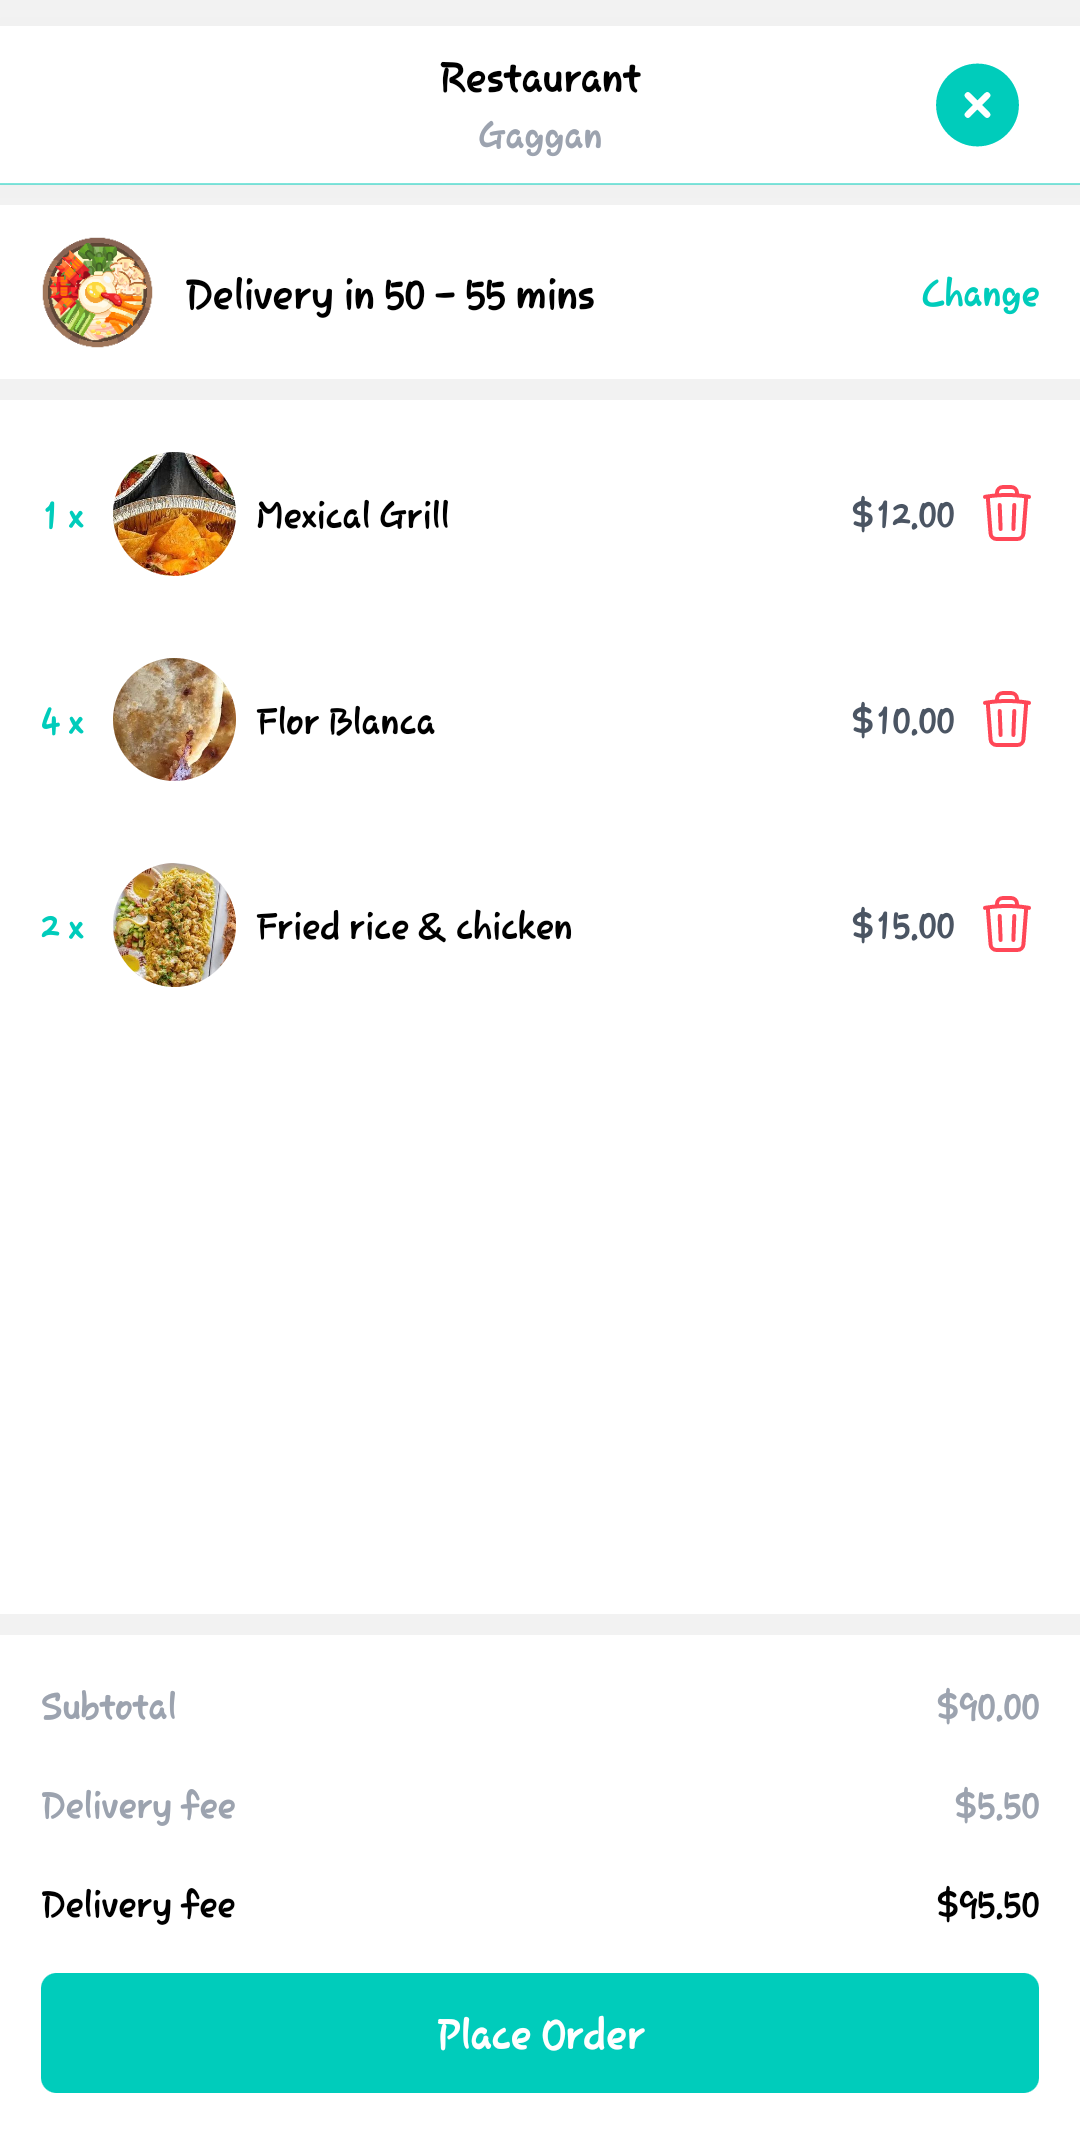 Restaurant
Gaggan
Delivery in 50 - 55 mins
Change
1 x Mexical Grill $12.00
4 x Flor Blanca $10.00
2 x Fried rice & chicken $15.00
Subtotal $90.00
Delivery fee $5.50
Delivery fee $95.50
Place Order